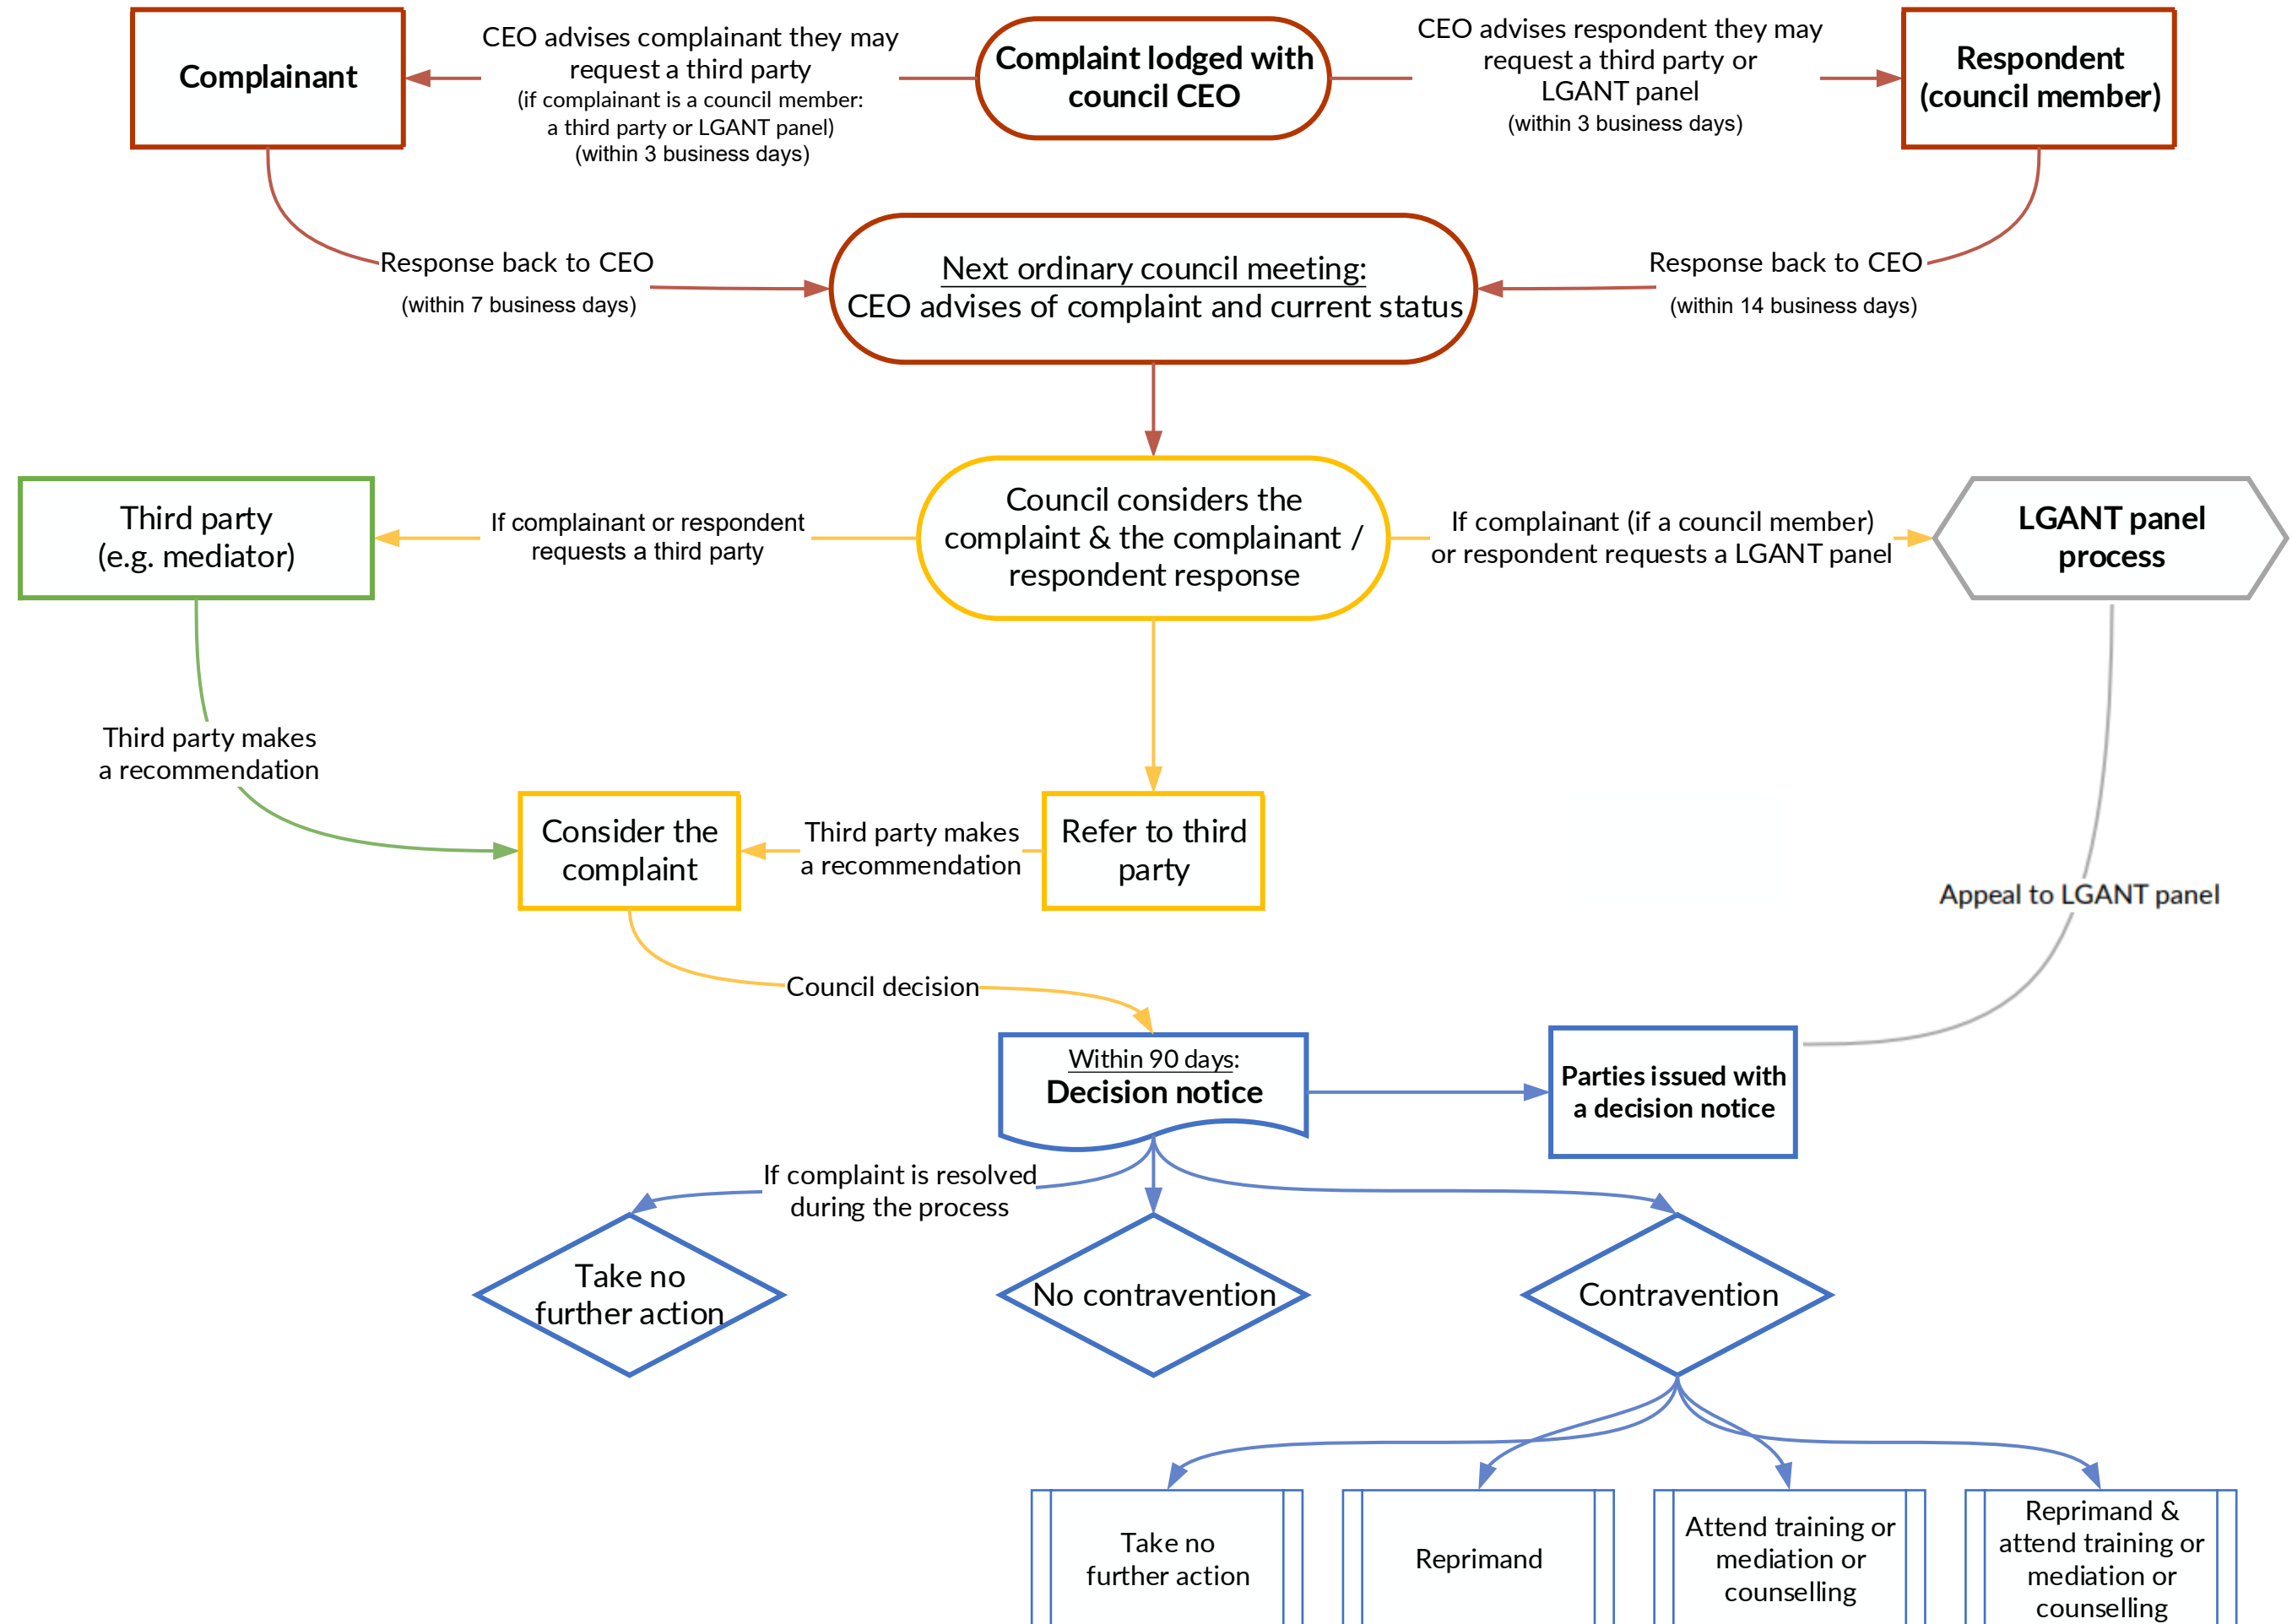 Complainant
CEO advises complainant they may
request a third party
(if complainant is a council member:
a third party or LGANT panel)
(within 3 business days)
Complaint lodged with
council CEO
CEO advises respondent they may
request a third party or
LGANT panel
(within 3 business days)
Respondent
(council member)
Response back to CEO
(within 7 business days)
Next ordinary council meeting:
CEO advises of complaint and current status
Response back to CEO
(within 14 business days)
Third party
(e.g. mediator)
If complainant or respondent
requests a third party
Council considers the
complaint & the complainant /
respondent response
If complainant (if a council member)
or respondent requests a LGANT panel
LGANT panel
process
Third party makes
a recommendation
Consider the
complaint
Third party makes
a recommendation
Refer to third
party
Appeal to LGANT panel
Council decision
Within 90 days:
Decision notice
Parties issued with
a decision notice
If complaint is resolved
during the process
Take no
further action
No contravention
Contravention
Take no
further action
Reprimand
Attend training or
mediation or
counselling
Reprimand &
attend training or
mediation or
counselling